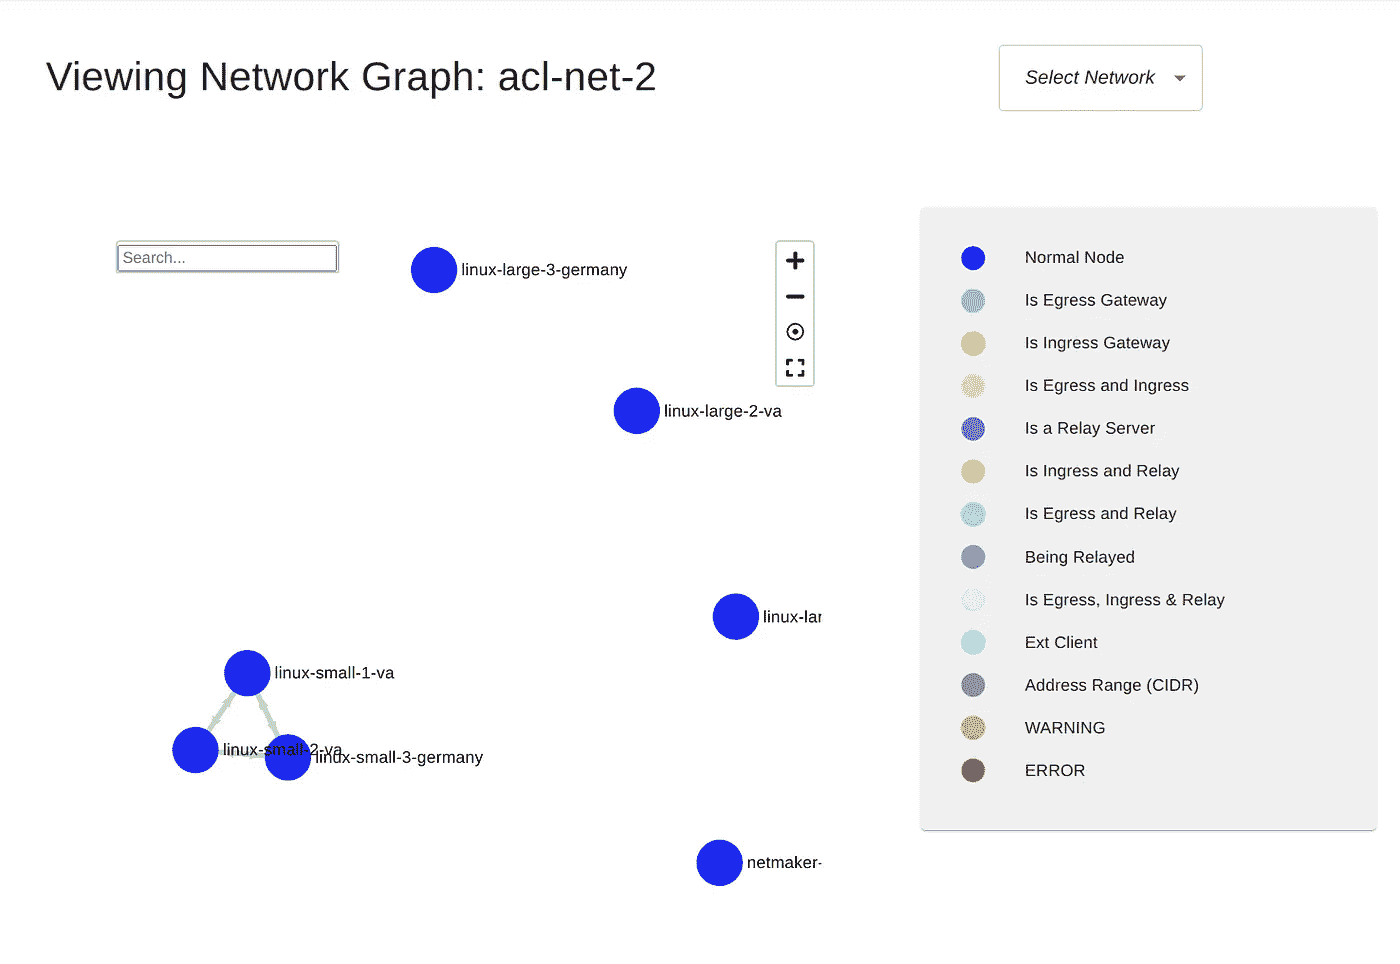 Viewing Network Graph: acl-net-2
Select Network
Search...
linux-large-3-germany
linux-large-2-va
linux-lar
linux-small-1-va
linux-small-2-va
linux-small-3-germany
netmaker-
Normal Node
Is Egress Gateway
Is Ingress Gateway
Is Egress and Ingress
Is a Relay Server
Is Ingress and Relay
Is Egress and Relay
Being Relayed
Is Egress, Ingress & Relay
Ext Client
Address Range (CIDR)
WARNING
ERROR